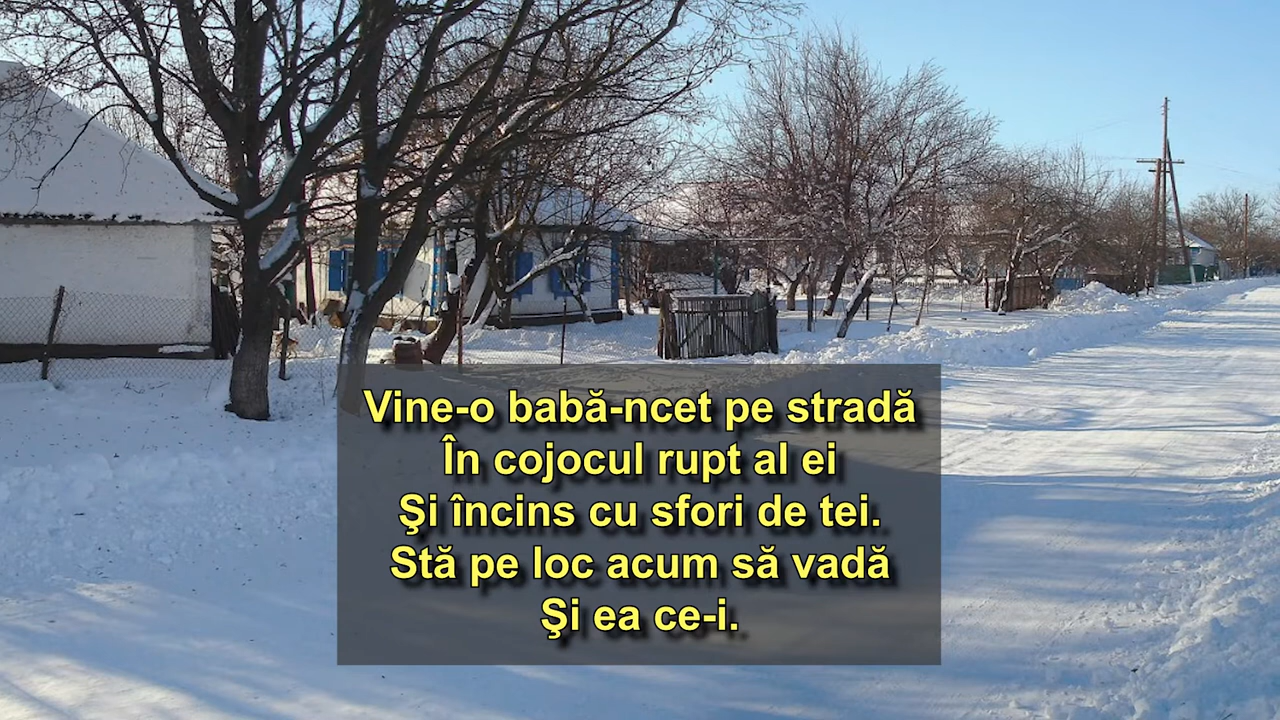 Vine-o babă-ncet pe stradă
În cojocul rupt al ei
Şi încins cu sfori de tei.
Stă pe loc acum să vadă
Şi ea ce-i.